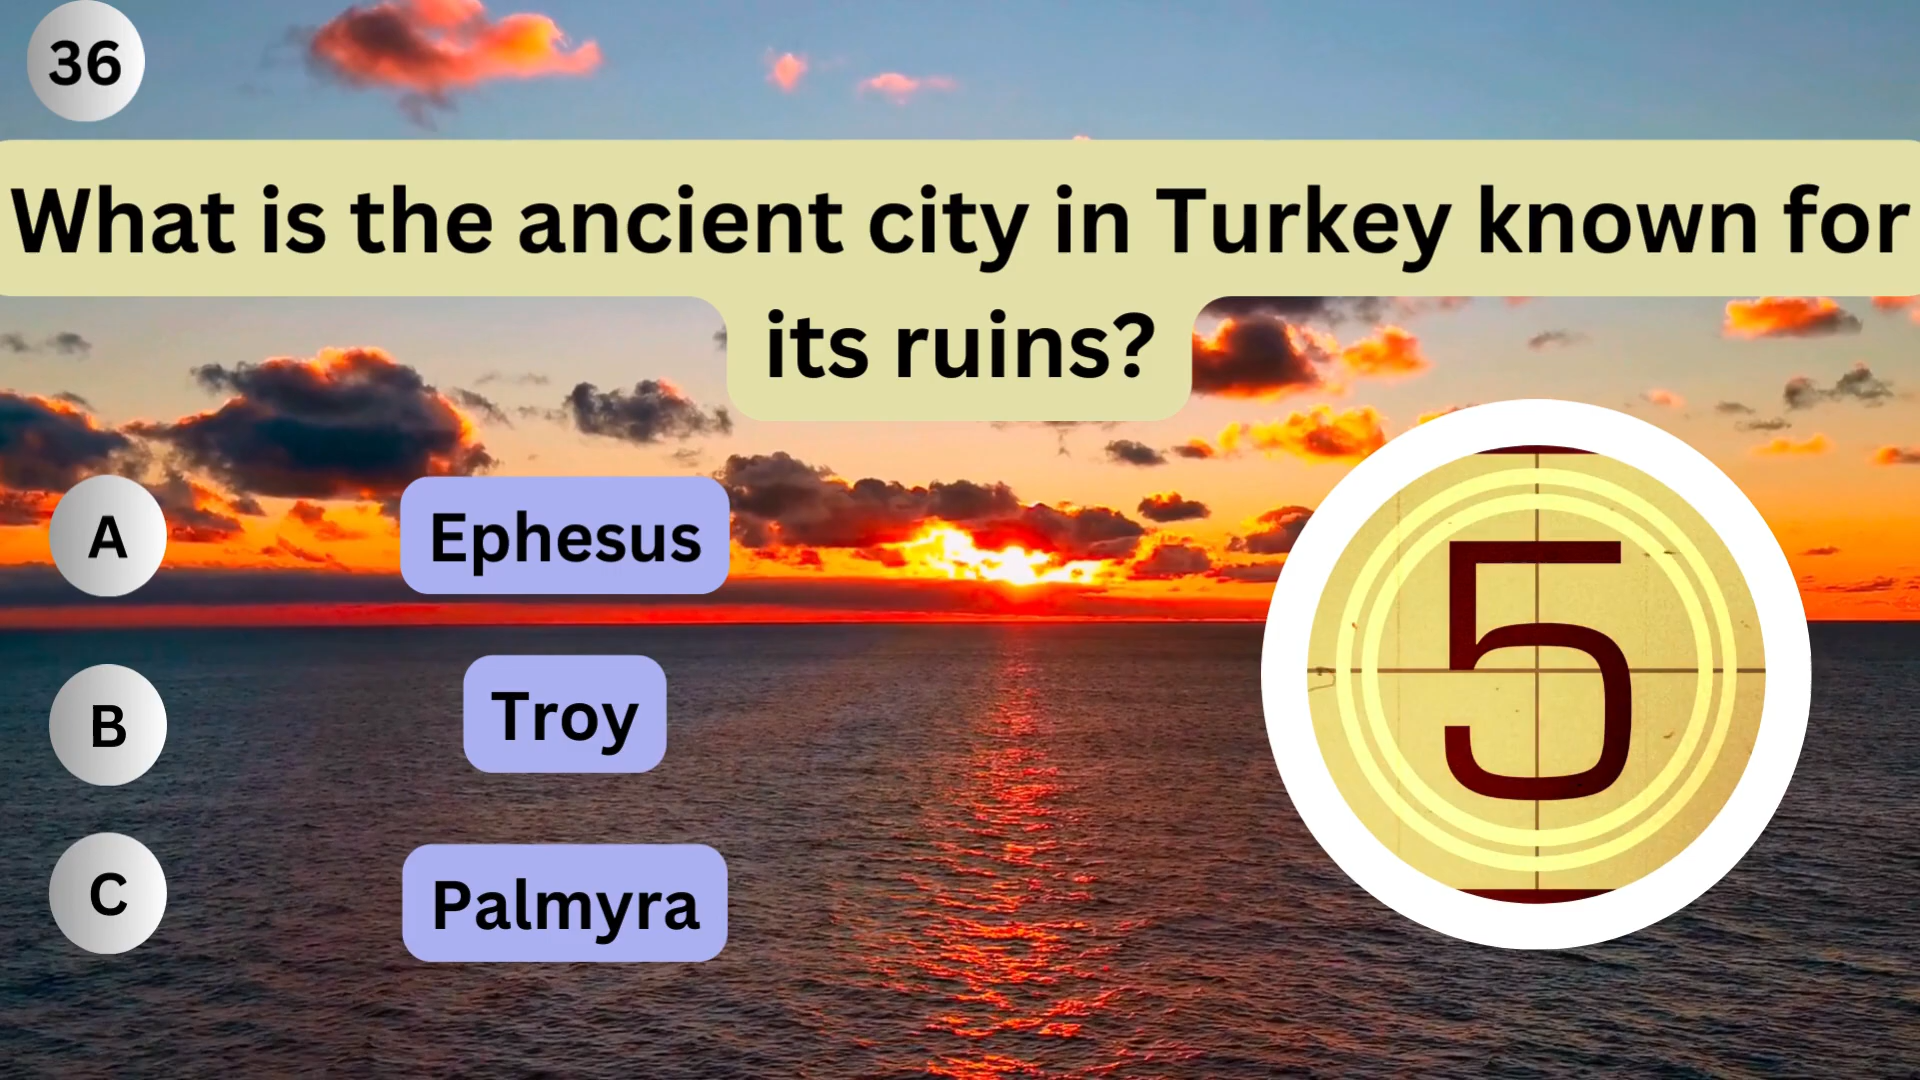 36
What is the ancient city in Turkey known for
its ruins?
A
Ephesus
B
Troy
C
Palmyra
5